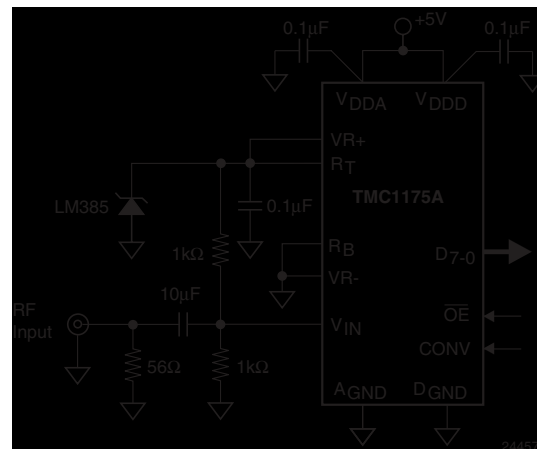 +5V
0.1μF
0.1μF
VDDA
VDDD
VR+
RT
TMC1175A
LM385
0.1μF
RB
D7-0
1kΩ
VR-
10μF
RF
Input
VIN
OE
CONV
56Ω
1kΩ
AGND
DGND
24457